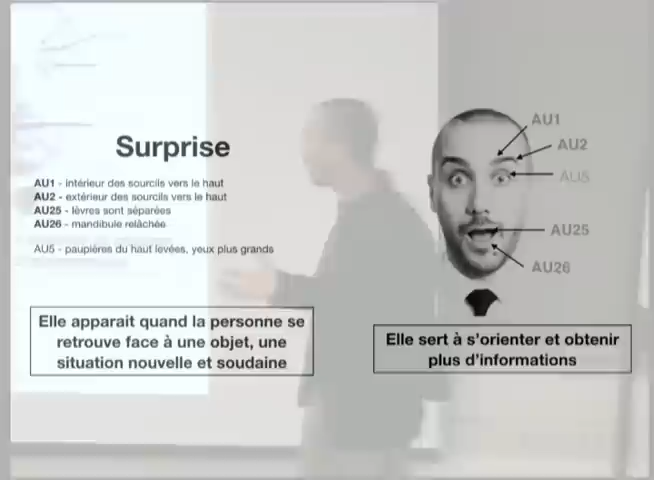 Surprise
AU1 - intérieur des sourcils vers le haut
AU2 - extérieur des sourcils vers le haut
AU25 - lèvres sont séparées
AU26 - mandibule relâchée
AU5 - paupières du haut levées, yeux plus grands
Elle apparait quand la personne se
retrouve face à une objet, une
situation nouvelle et soudaine
AU1
AU2
AU5
AU25
AU26
Elle sert à s'orienter et obtenir
plus d'informations